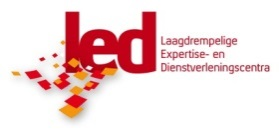 led
Laagdrempelige
Expertise- en
Dienstverleningscentra